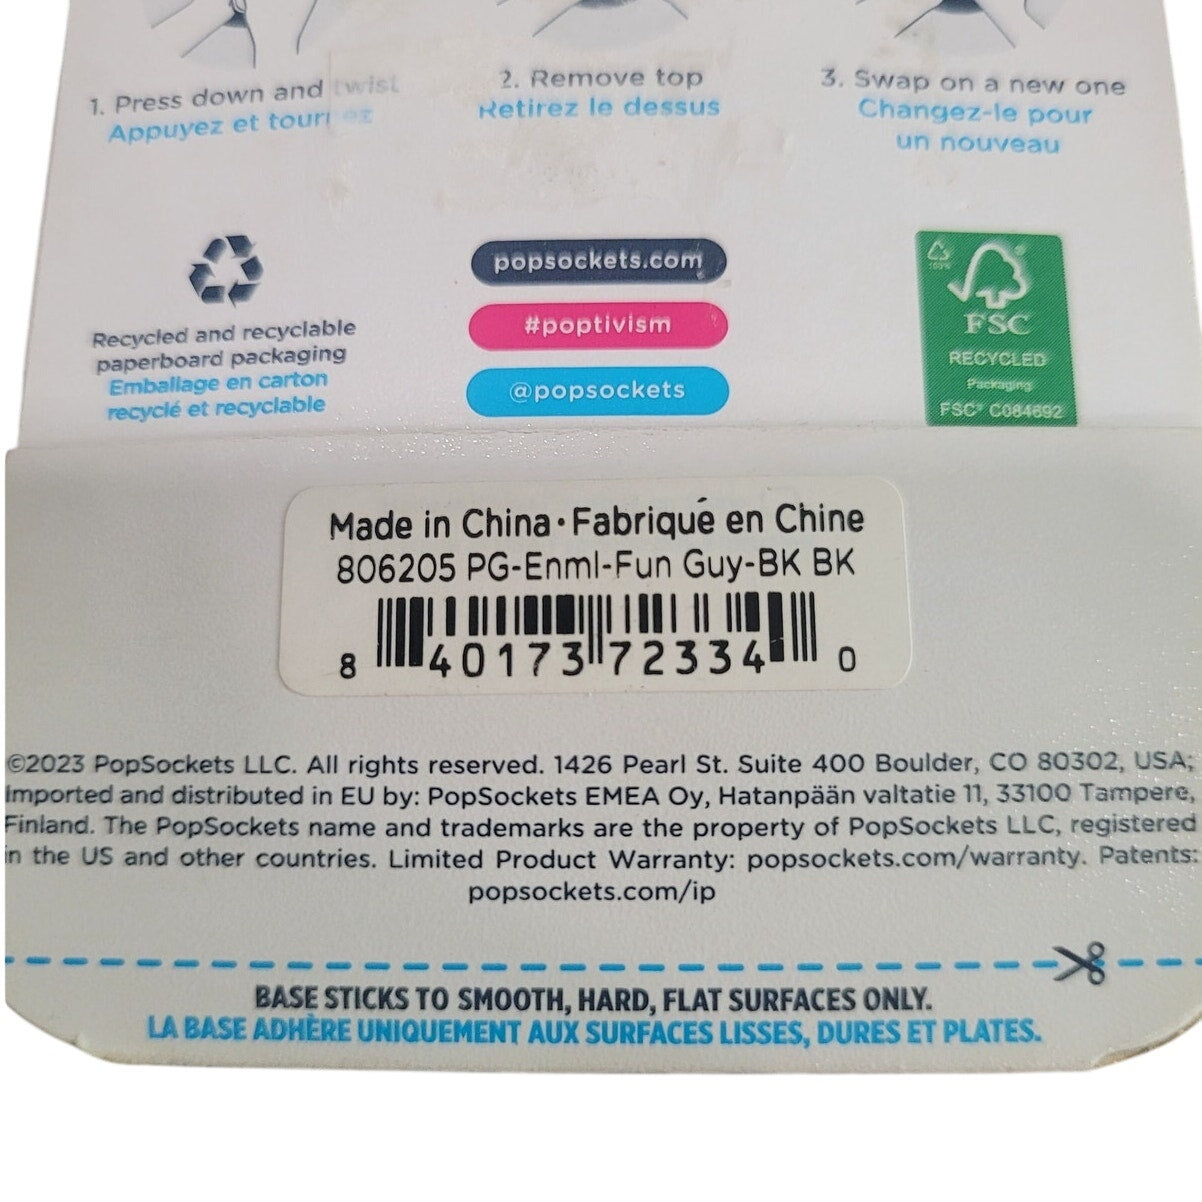 1. Press down and twist
Appuyez et tournez
2. Remove top
Retirez le dessus
3. Swap on a new one
Changez-le pour
un nouveau
Recycled and recyclable
paperboard packaging
Emballage en carton
recyclé et recyclable
popsockets.com
#poptivism
@popsockets
100%
FSC
RECYCLED
Packaging
FSC® C084692
Made in China • Fabriqué en Chine
806205 PG-Enml-Fun Guy-BK BK
8 40173 72334 0
©2023 PopSockets LLC. All rights reserved. 1426 Pearl St. Suite 400 Boulder, CO 80302, USA;
Imported and distributed in EU by: PopSockets EMEA Oy, Hatanpään valtatie 11, 33100 Tampere,
Finland. The PopSockets name and trademarks are the property of PopSockets LLC, registered
in the US and other countries. Limited Product Warranty: popsockets.com/warranty. Patents:
popsockets.com/ip
BASE STICKS TO SMOOTH, HARD, FLAT SURFACES ONLY.
LA BASE ADHÈRE UNIQUEMENT AUX SURFACES LISSES, DURES ET PLATES.